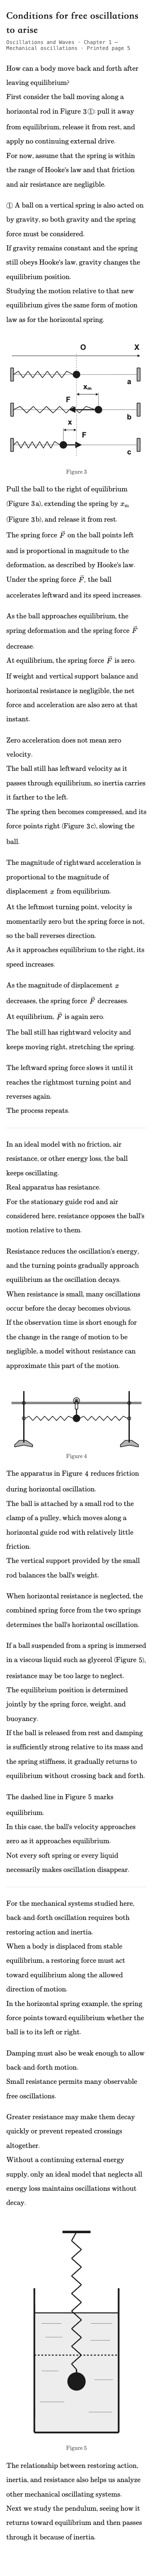 Conditions for free oscillations
to arise
Oscillations and Waves · Chapter 1 —
Mechanical oscillations · Printed page 5
How can a body move back and forth after
leaving equilibrium?
First consider the ball moving along a
horizontal rod in Figure 3①: pull it away
from equilibrium, release it from rest, and
apply no continuing external drive.
For now, assume that the spring is within
the range of Hooke's law and that friction
and air resistance are negligible.
① A ball on a vertical spring is also acted on
by gravity, so both gravity and the spring
force must be considered.
If gravity remains constant and the spring
still obeys Hooke's law, gravity changes the
equilibrium position.
Studying the motion relative to that new
equilibrium gives the same form of motion
law as for the horizontal spring.
O X
a
xm
F
b
x
F
c
Figure 3
Pull the ball to the right of equilibrium
(Figure 3a), extending the spring by xm
(Figure 3b), and release it from rest.
The spring force F⃗ on the ball points left
and is proportional in magnitude to the
deformation, as described by Hooke's law.
Under the spring force F⃗, the ball
accelerates leftward and its speed increases.
As the ball approaches equilibrium, the
spring deformation and the spring force F⃗
decrease.
At equilibrium, the spring force F⃗ is zero.
If weight and vertical support balance and
horizontal resistance is negligible, the net
force and acceleration are also zero at that
instant.
Zero acceleration does not mean zero
velocity.
The ball still has leftward velocity as it
passes through equilibrium, so inertia carries
it farther to the left.
The spring then becomes compressed, and its
force points right (Figure 3c), slowing the
ball.
The magnitude of rightward acceleration is
proportional to the magnitude of
displacement x from equilibrium.
At the leftmost turning point, velocity is
momentarily zero but the spring force is not,
so the ball reverses direction.
As it approaches equilibrium to the right, its
speed increases.
As the magnitude of displacement x
decreases, the spring force F⃗ decreases.
At equilibrium, F⃗ is again zero.
The ball still has rightward velocity and
keeps moving right, stretching the spring.
The leftward spring force slows it until it
reaches the rightmost turning point and
reverses again.
The process repeats.
In an ideal model with no friction, air
resistance, or other energy loss, the ball
keeps oscillating.
Real apparatus has resistance.
For the stationary guide rod and air
considered here, resistance opposes the ball's
motion relative to them.
Resistance reduces the oscillation's energy,
and the turning points gradually approach
equilibrium as the oscillation decays.
When resistance is small, many oscillations
occur before the decay becomes obvious.
If the observation time is short enough for
the change in the range of motion to be
negligible, a model without resistance can
approximate this part of the motion.
Figure 4
The apparatus in Figure 4 reduces friction
during horizontal oscillation.
The ball is attached by a small rod to the
clamp of a pulley, which moves along a
horizontal guide rod with relatively little
friction.
The vertical support provided by the small
rod balances the ball's weight.
When horizontal resistance is neglected, the
combined spring force from the two springs
determines the ball's horizontal oscillation.
If a ball suspended from a spring is immersed
in a viscous liquid such as glycerol (Figure 5),
resistance may be too large to neglect.
The equilibrium position is determined
jointly by the spring force, weight, and
buoyancy.
If the ball is released from rest and damping
is sufficiently strong relative to its mass and
the spring stiffness, it gradually returns to
equilibrium without crossing back and forth.
The dashed line in Figure 5 marks
equilibrium.
In this case, the ball's velocity approaches
zero as it approaches equilibrium.
Not every soft spring or every liquid
necessarily makes oscillation disappear.
For the mechanical systems studied here,
back-and-forth oscillation requires both
restoring action and inertia.
When a body is displaced from stable
equilibrium, a restoring force must act
toward equilibrium along the allowed
direction of motion.
In the horizontal spring example, the spring
force points toward equilibrium whether the
ball is to its left or right.
Damping must also be weak enough to allow
back-and-forth motion.
Small resistance permits many observable
free oscillations.
Greater resistance may make them decay
quickly or prevent repeated crossings
altogether.
Without a continuing external energy
supply, only an ideal model that neglects all
energy loss maintains oscillations without
decay.
Figure 5
The relationship between restoring action,
inertia, and resistance also helps us analyze
other mechanical oscillating systems.
Next we study the pendulum, seeing how it
returns toward equilibrium and then passes
through it because of inertia.